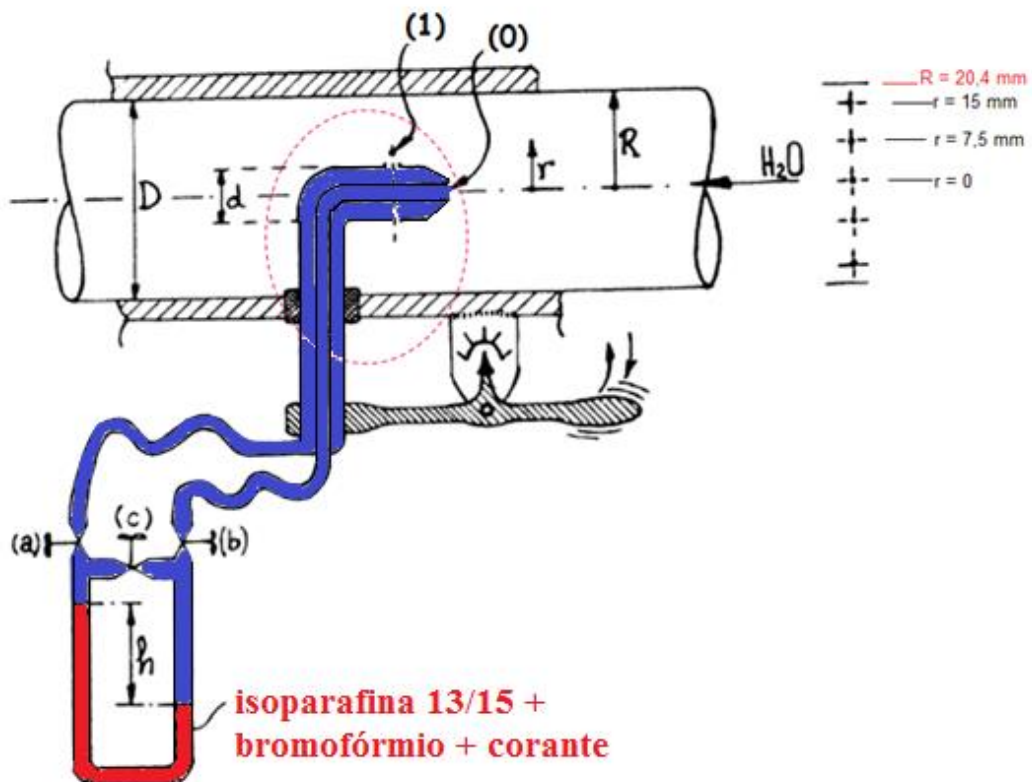 (1)
(0)
R = 20,4 mm
r = 15 mm
r = 7,5 mm
r = 0
H₂O
D
d
r
R
(a)
(c)
(b)
h
isoparafina 13/15 +
bromofórmio + corante